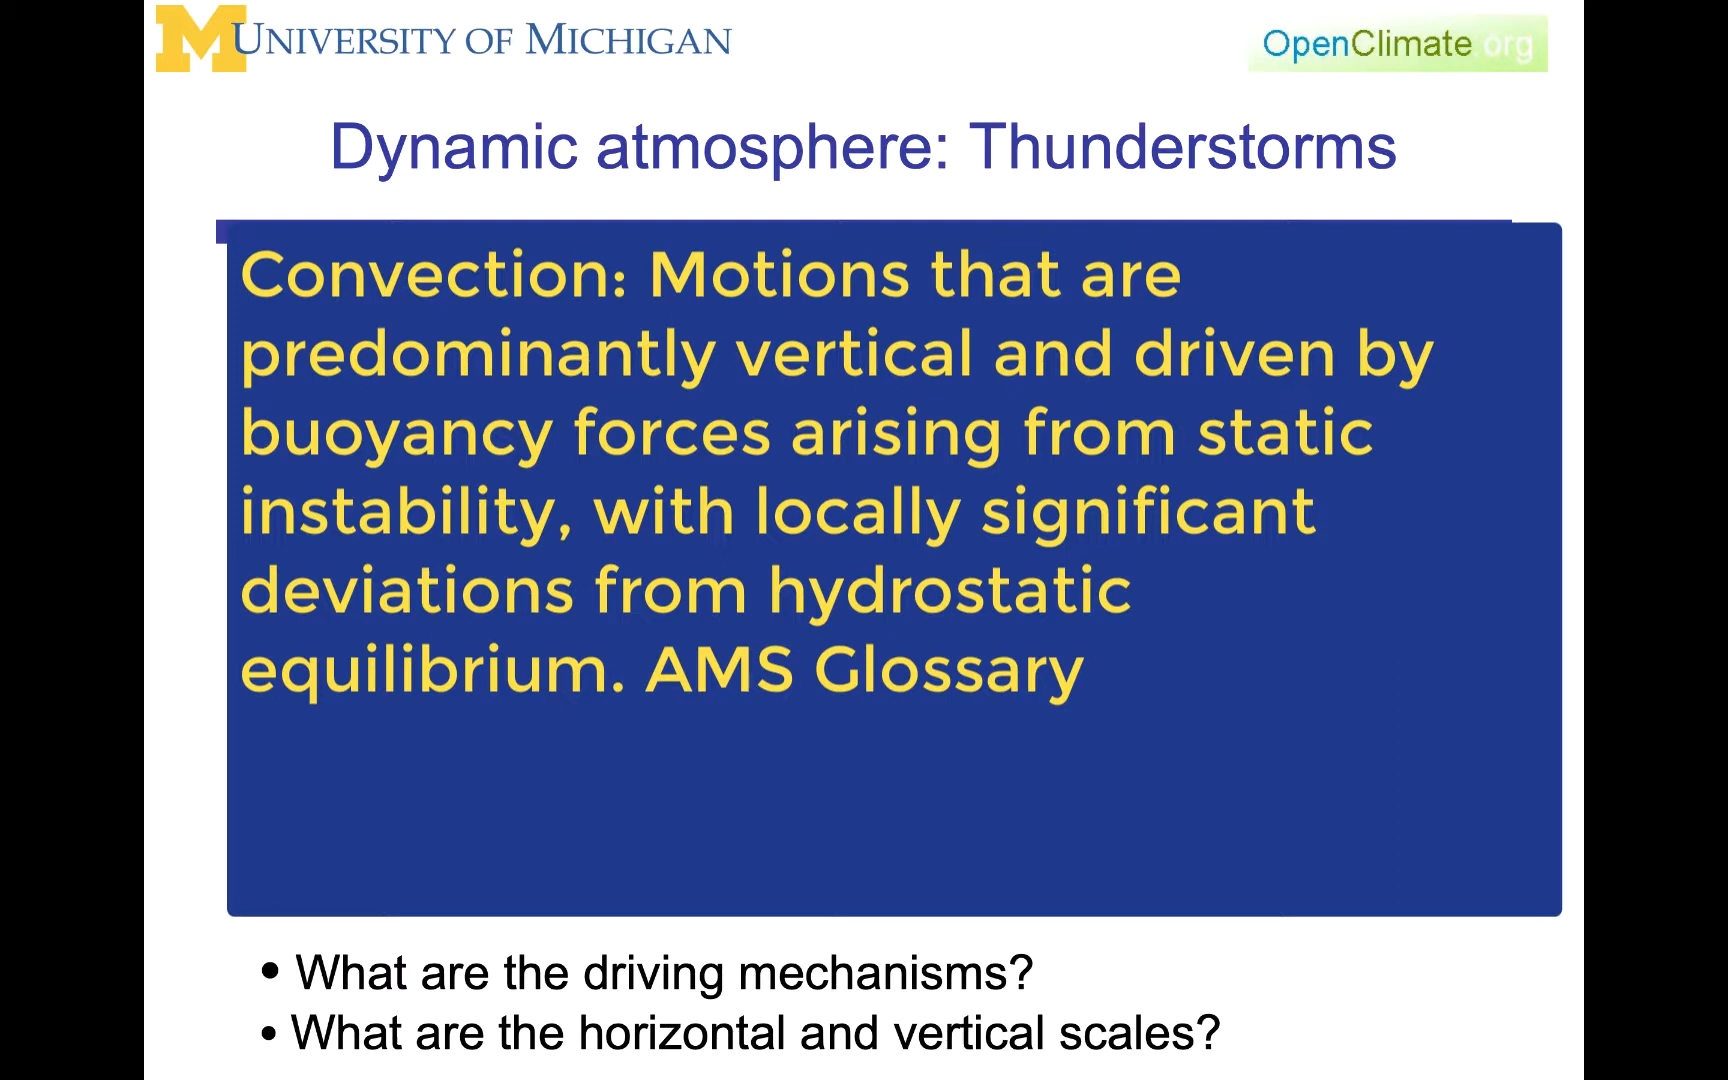 M UNIVERSITY OF MICHIGAN
OpenClimate.org
Dynamic atmosphere: Thunderstorms
Convection: Motions that are
predominantly vertical and driven by
buoyancy forces arising from static
instability, with locally significant
deviations from hydrostatic
equilibrium. AMS Glossary
• What are the driving mechanisms?
• What are the horizontal and vertical scales?